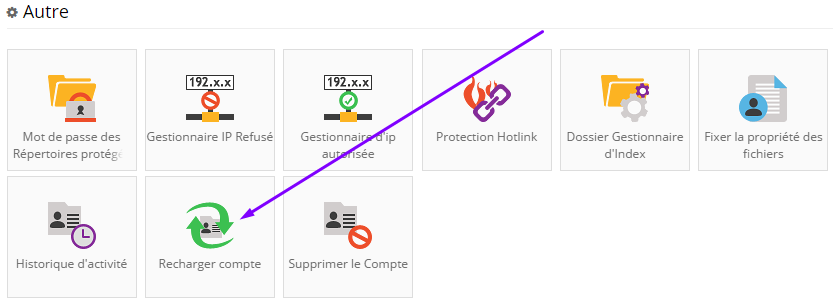 Autre
192.x.x
192.x.x
Mot de passe des
Répertoires protégé
Gestionnaire IP Refusé
Gestionnaire d'ip
autorisée
Protection Hotlink
Dossier Gestionnaire
d'Index
Fixer la propriété des
fichiers
Historique d'activité
Recharger compte
Supprimer le Compte